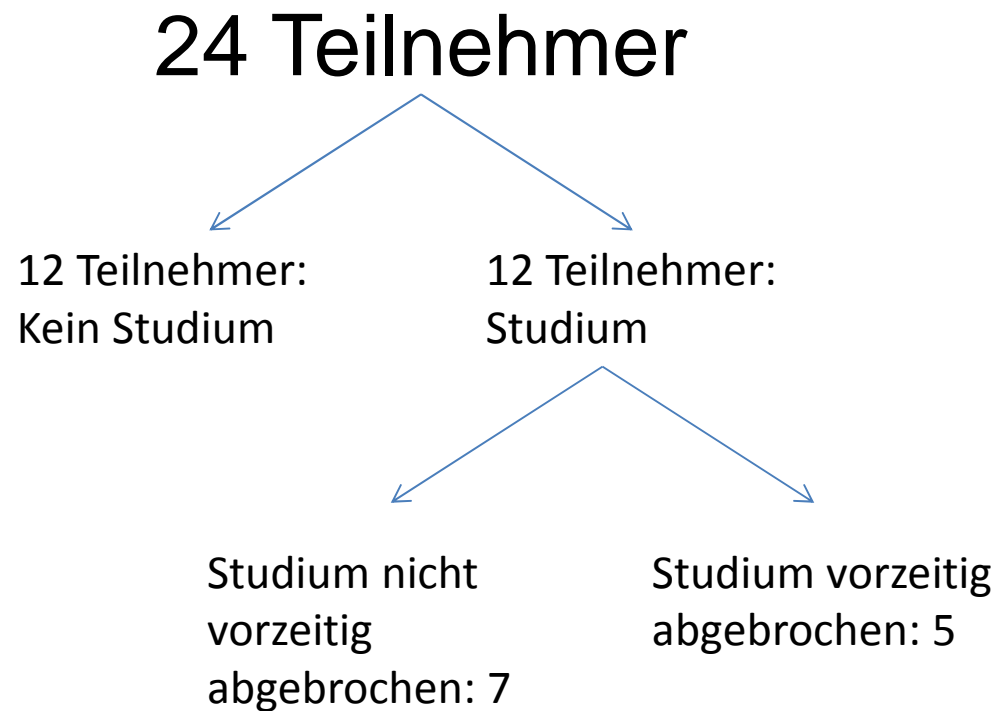 24 Teilnehmer
12 Teilnehmer:
Kein Studium
12 Teilnehmer:
Studium
Studium nicht
vorzeitig
abgebrochen: 7
Studium vorzeitig
abgebrochen: 5